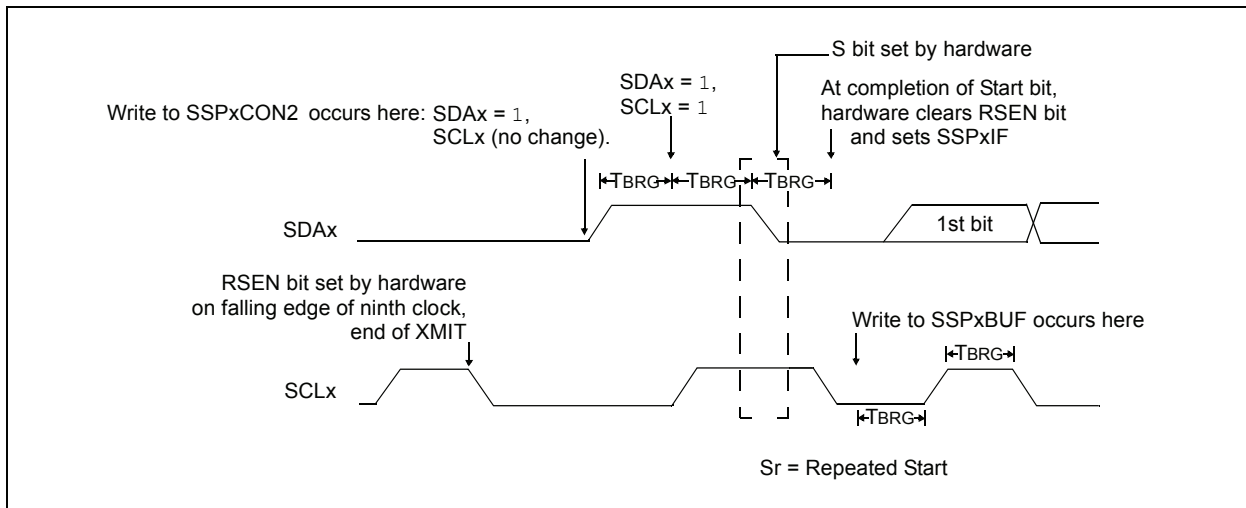 S bit set by hardware
SDAx = 1,
SCLx = 1
At completion of Start bit,
hardware clears RSEN bit
and sets SSPxIF
Write to SSPxCON2 occurs here: SDAx = 1,
SCLx (no change).
TBRG TBRG TBRG
SDAx
1st bit
RSEN bit set by hardware
on falling edge of ninth clock,
end of XMIT
Write to SSPxBUF occurs here
TBRG
SCLx
TBRG
Sr = Repeated Start